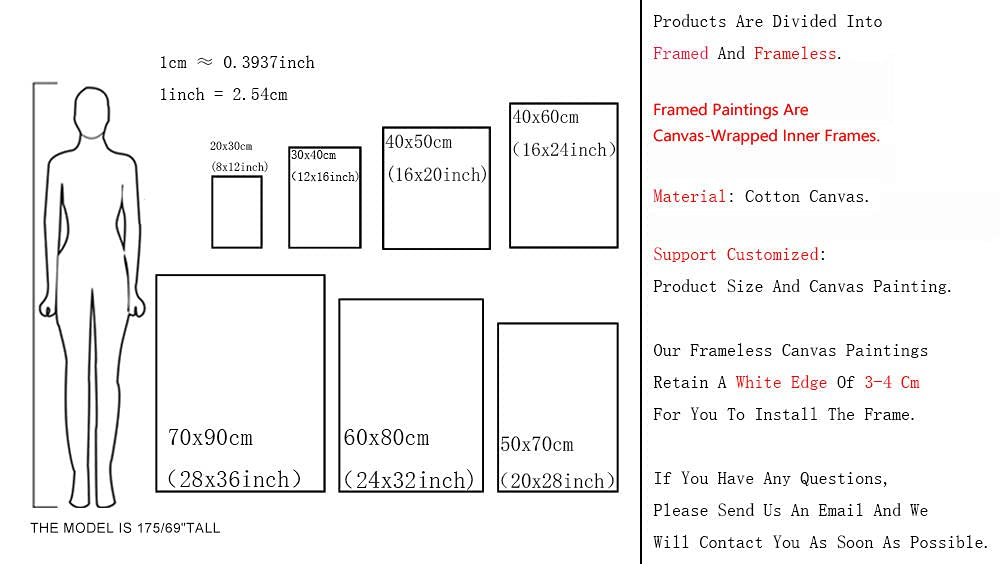 1cm ≈ 0.3937inch
1inch = 2.54cm
20x30cm
(8x12inch)
30x40cm
(12x16inch)
40x50cm
(16x20inch)
40x60cm
(16x24inch)
70x90cm
(28x36inch)
60x80cm
(24x32inch)
50x70cm
(20x28inch)
THE MODEL IS 175/69"TALL
Products Are Divided Into
Framed And Frameless.
Framed Paintings Are
Canvas-Wrapped Inner Frames.
Material: Cotton Canvas.
Support Customized:
Product Size And Canvas Painting.
Our Frameless Canvas Paintings
Retain A White Edge Of 3-4 Cm
For You To Install The Frame.
If You Have Any Questions,
Please Send Us An Email And We
Will Contact You As Soon As Possible.